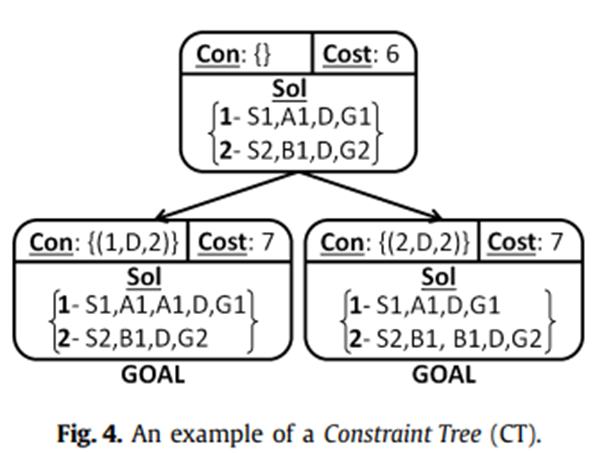 Con: {} Cost: 6
Sol
1- S1,A1,D,G1
2- S2,B1,D,G2
Con: {(1,D,2)} Cost: 7
Sol
1- S1,A1,A1,D,G1
2- S2,B1,D,G2
GOAL
Con: {(2,D,2)} Cost: 7
Sol
1- S1,A1,D,G1
2- S2,B1, B1,D,G2
GOAL
Fig. 4. An example of a Constraint Tree (CT).